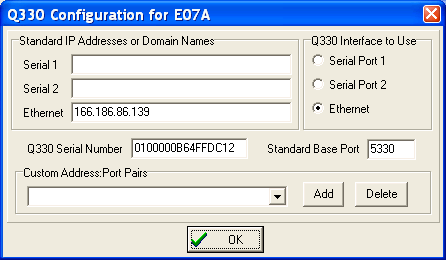 Q330 Configuration for E07A
Standard IP Addresses or Domain Names
Serial 1
Serial 2
Ethernet 166.186.86.139
Q330 Interface to Use
Serial Port 1
Serial Port 2
Ethernet
Q330 Serial Number 0100000B64FFDC12 Standard Base Port 5330
Custom Address:Port Pairs
Add Delete
OK